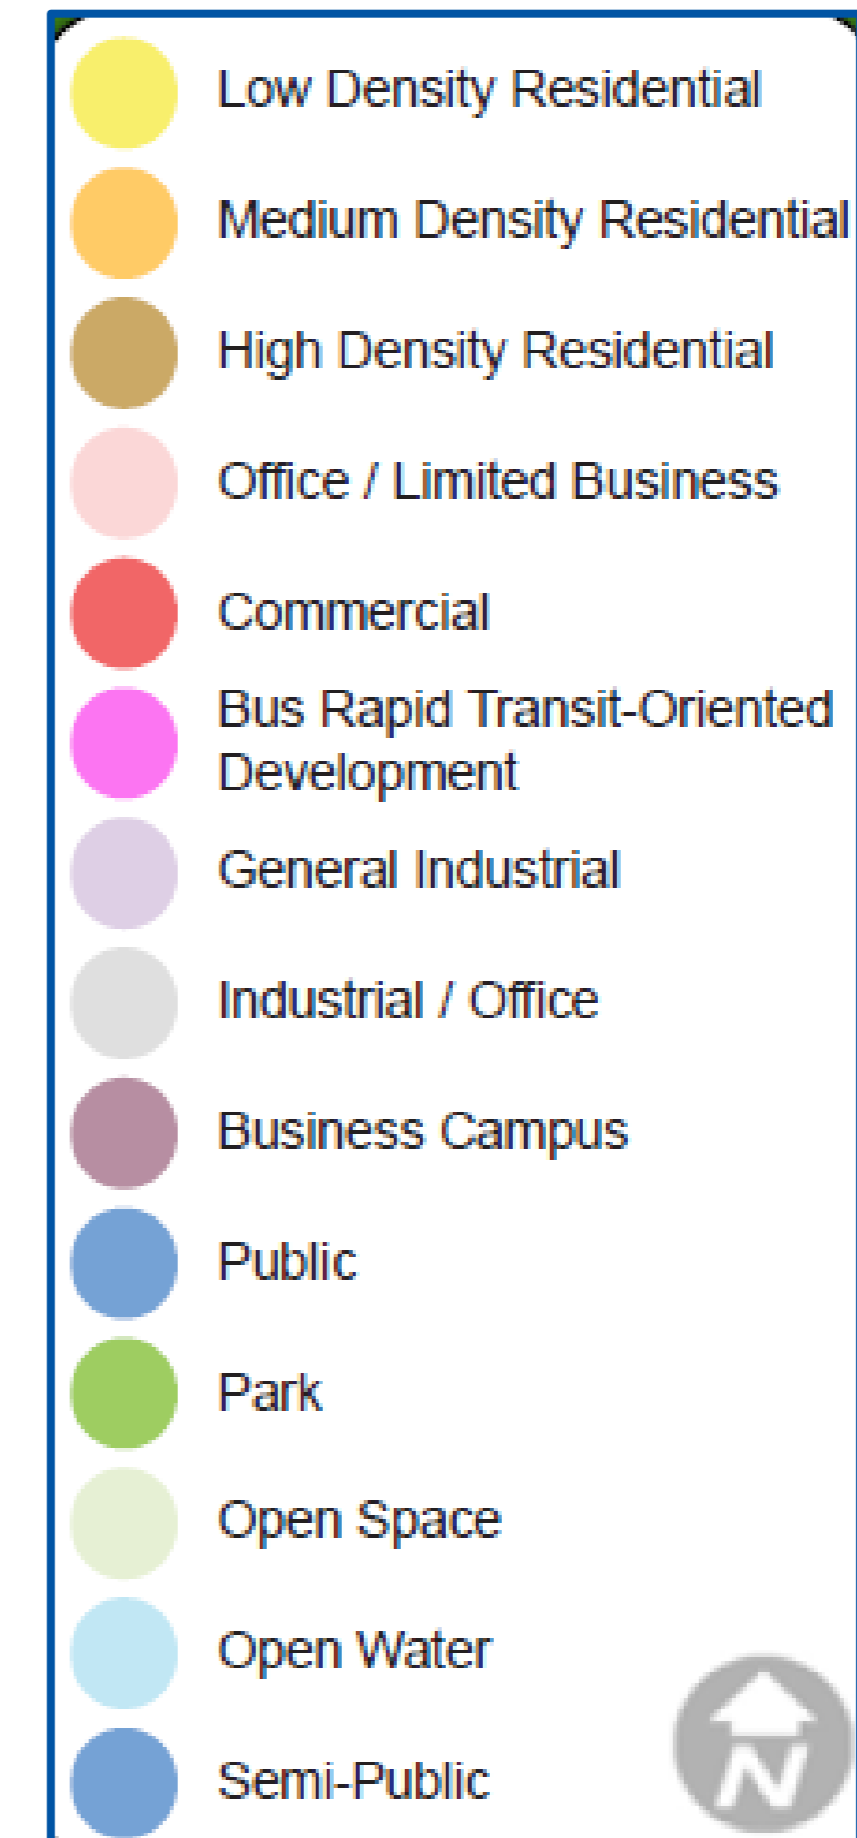 Low Density Residential
Medium Density Residential
High Density Residential
Office / Limited Business
Commercial
Bus Rapid Transit-Oriented
Development
General Industrial
Industrial / Office
Business Campus
Public
Park
Open Space
Open Water
Semi-Public
N